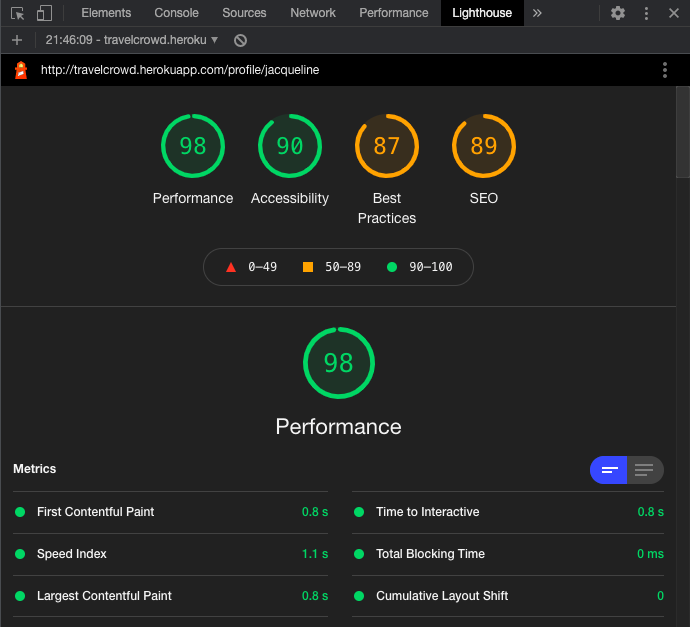 Elements Console Sources Network Performance Lighthouse »
21:46:09 - travelcrowd.heroku ▼
http://travelcrowd.herokuapp.com/profile/jacqueline
98 90 87 89
Performance Accessibility Best Practices SEO
0–49 50–89 90–100
98
Performance
Metrics
First Contentful Paint 0.8 s Time to Interactive 0.8 s
Speed Index 1.1 s Total Blocking Time 0 ms
Largest Contentful Paint 0.8 s Cumulative Layout Shift 0